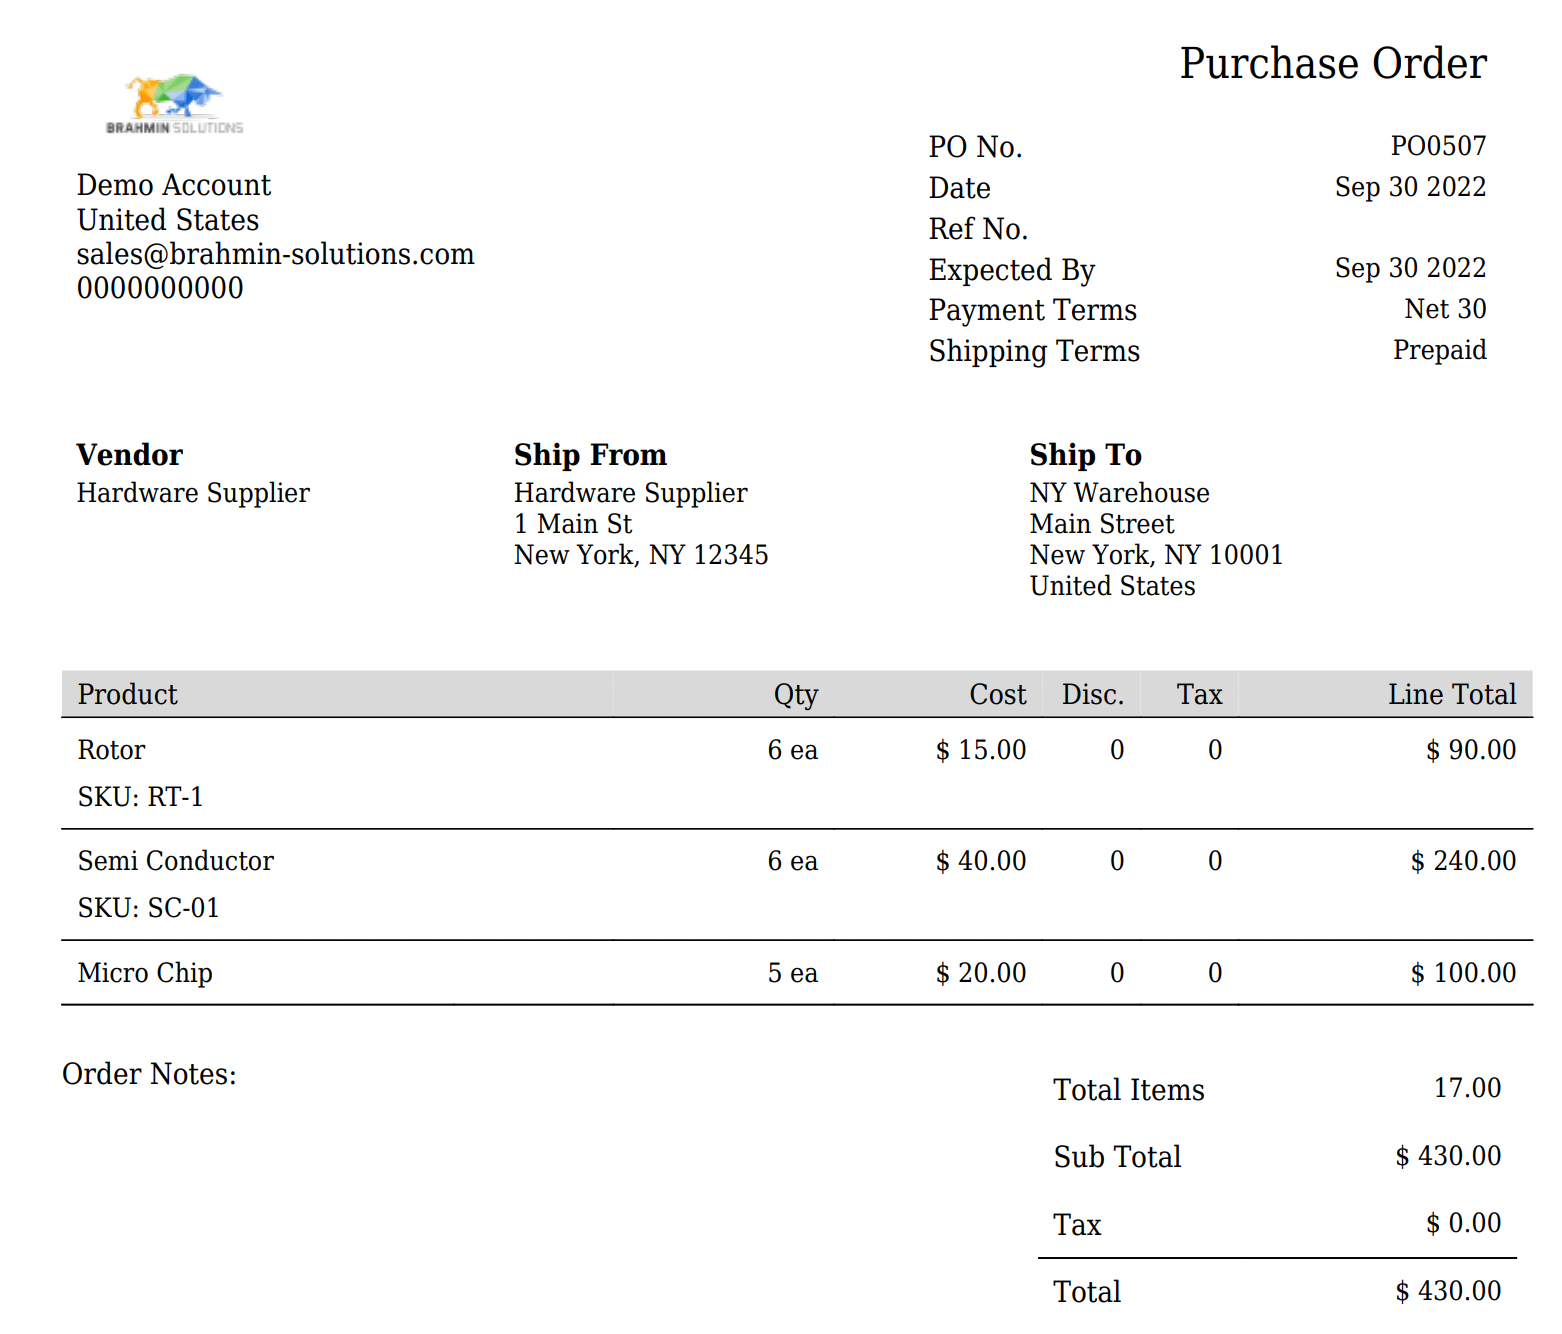 Purchase Order
BRAHMIN SOLUTIONS
Demo Account
United States
sales@brahmin-solutions.com
0000000000
PO No. PO0507
Date Sep 30 2022
Ref No.
Expected By Sep 30 2022
Payment Terms Net 30
Shipping Terms Prepaid
Vendor
Hardware Supplier
Ship From
Hardware Supplier
1 Main St
New York, NY 12345
Ship To
NY Warehouse
Main Street
New York, NY 10001
United States
Product Qty Cost Disc. Tax Line Total
Rotor 6 ea $ 15.00 0 0 $ 90.00
SKU: RT-1
Semi Conductor 6 ea $ 40.00 0 0 $ 240.00
SKU: SC-01
Micro Chip 5 ea $ 20.00 0 0 $ 100.00
Order Notes:
Total Items 17.00
Sub Total $ 430.00
Tax $ 0.00
Total $ 430.00